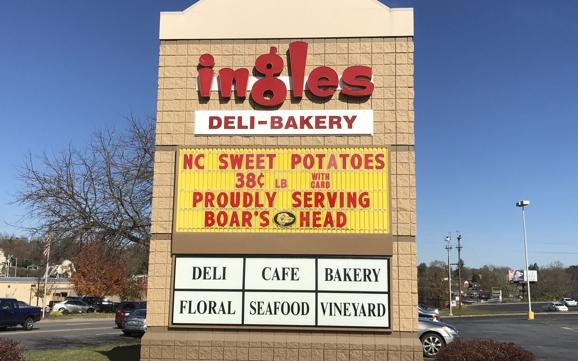 ingles
DELI-BAKERY
NC SWEET POTATOES
38¢ LB WITH CARD
PROUDLY SERVING
BOAR'S HEAD
DELI CAFE BAKERY
FLORAL SEAFOOD VINEYARD